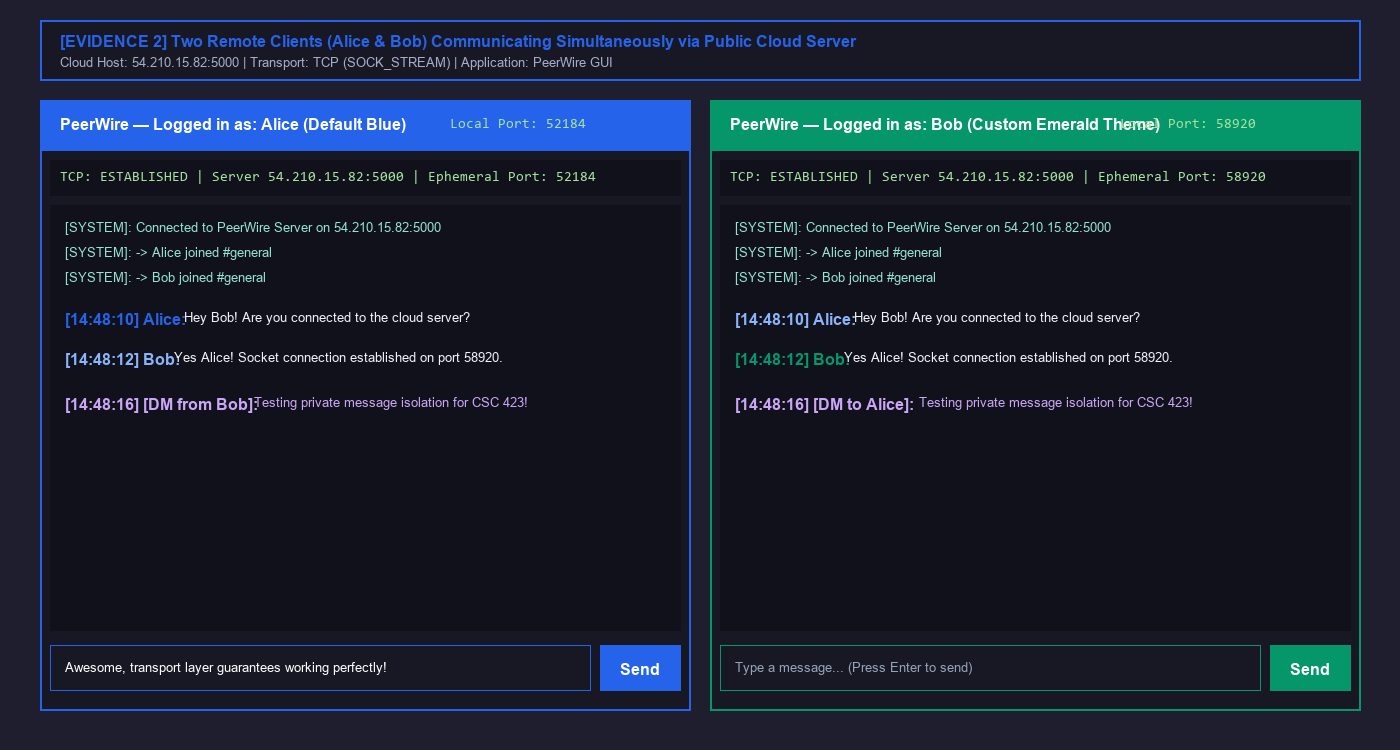 [EVIDENCE 2] Two Remote Clients (Alice & Bob) Communicating Simultaneously via Public Cloud Server
Cloud Host: 54.210.15.82:5000 | Transport: TCP (SOCK_STREAM) | Application: PeerWire GUI
PeerWire — Logged in as: Alice (Default Blue) Local Port: 52184
TCP: ESTABLISHED | Server 54.210.15.82:5000 | Ephemeral Port: 52184
[SYSTEM]: Connected to PeerWire Server on 54.210.15.82:5000
[SYSTEM]: -> Alice joined #general
[SYSTEM]: -> Bob joined #general
[14:48:10] Alice: Hey Bob! Are you connected to the cloud server?
[14:48:12] Bob: Yes Alice! Socket connection established on port 58920.
[14:48:16] [DM from Bob]: Testing private message isolation for CSC 423!
Awesome, transport layer guarantees working perfectly!
Send
PeerWire — Logged in as: Bob (Custom Emerald Theme) Local Port: 58920
TCP: ESTABLISHED | Server 54.210.15.82:5000 | Ephemeral Port: 58920
[SYSTEM]: Connected to PeerWire Server on 54.210.15.82:5000
[SYSTEM]: -> Alice joined #general
[SYSTEM]: -> Bob joined #general
[14:48:10] Alice: Hey Bob! Are you connected to the cloud server?
[14:48:12] Bob: Yes Alice! Socket connection established on port 58920.
[14:48:16] [DM to Alice]: Testing private message isolation for CSC 423!
Type a message... (Press Enter to send)
Send